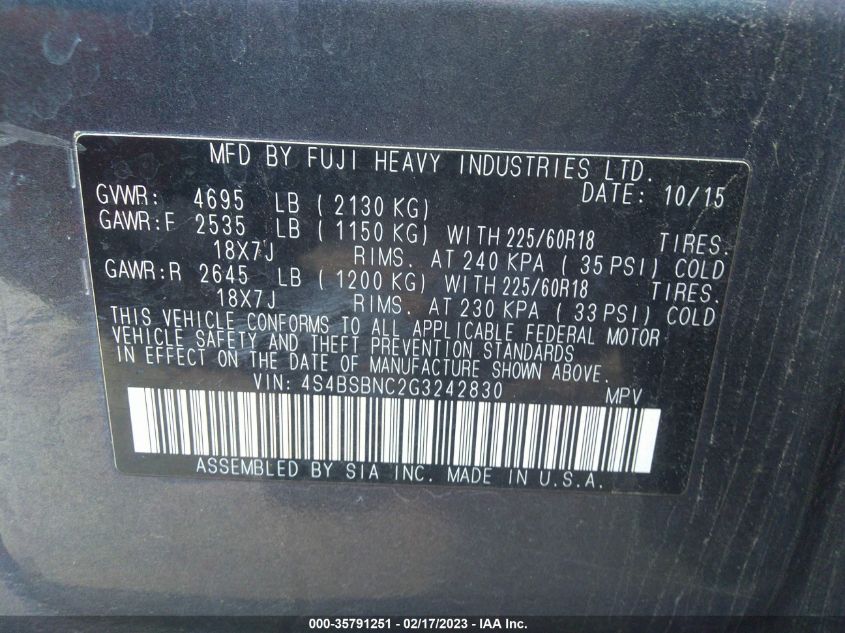 MFD BY FUJI HEAVY INDUSTRIES LTD.
DATE: 10/15
GVWR: 4695 LB ( 2130 KG)
GAWR:F 2535 LB ( 1150 KG) WITH 225/60R18 TIRES.
18X7J RIMS. AT 240 KPA ( 35 PSI) COLD
GAWR:R 2645 LB ( 1200 KG) WITH 225/60R18 TIRES.
18X7J RIMS. AT 230 KPA ( 33 PSI) COLD
THIS VEHICLE CONFORMS TO ALL APPLICABLE FEDERAL MOTOR
VEHICLE SAFETY AND THEFT PREVENTION STANDARDS
IN EFFECT ON THE DATE OF MANUFACTURE SHOWN ABOVE.
VIN: 4S4BSBNC2G3242830 MPV
ASSEMBLED BY SIA INC. MADE IN U.S.A.
000-35791251 - 02/17/2023 - 4S4BSBNC2G3242830